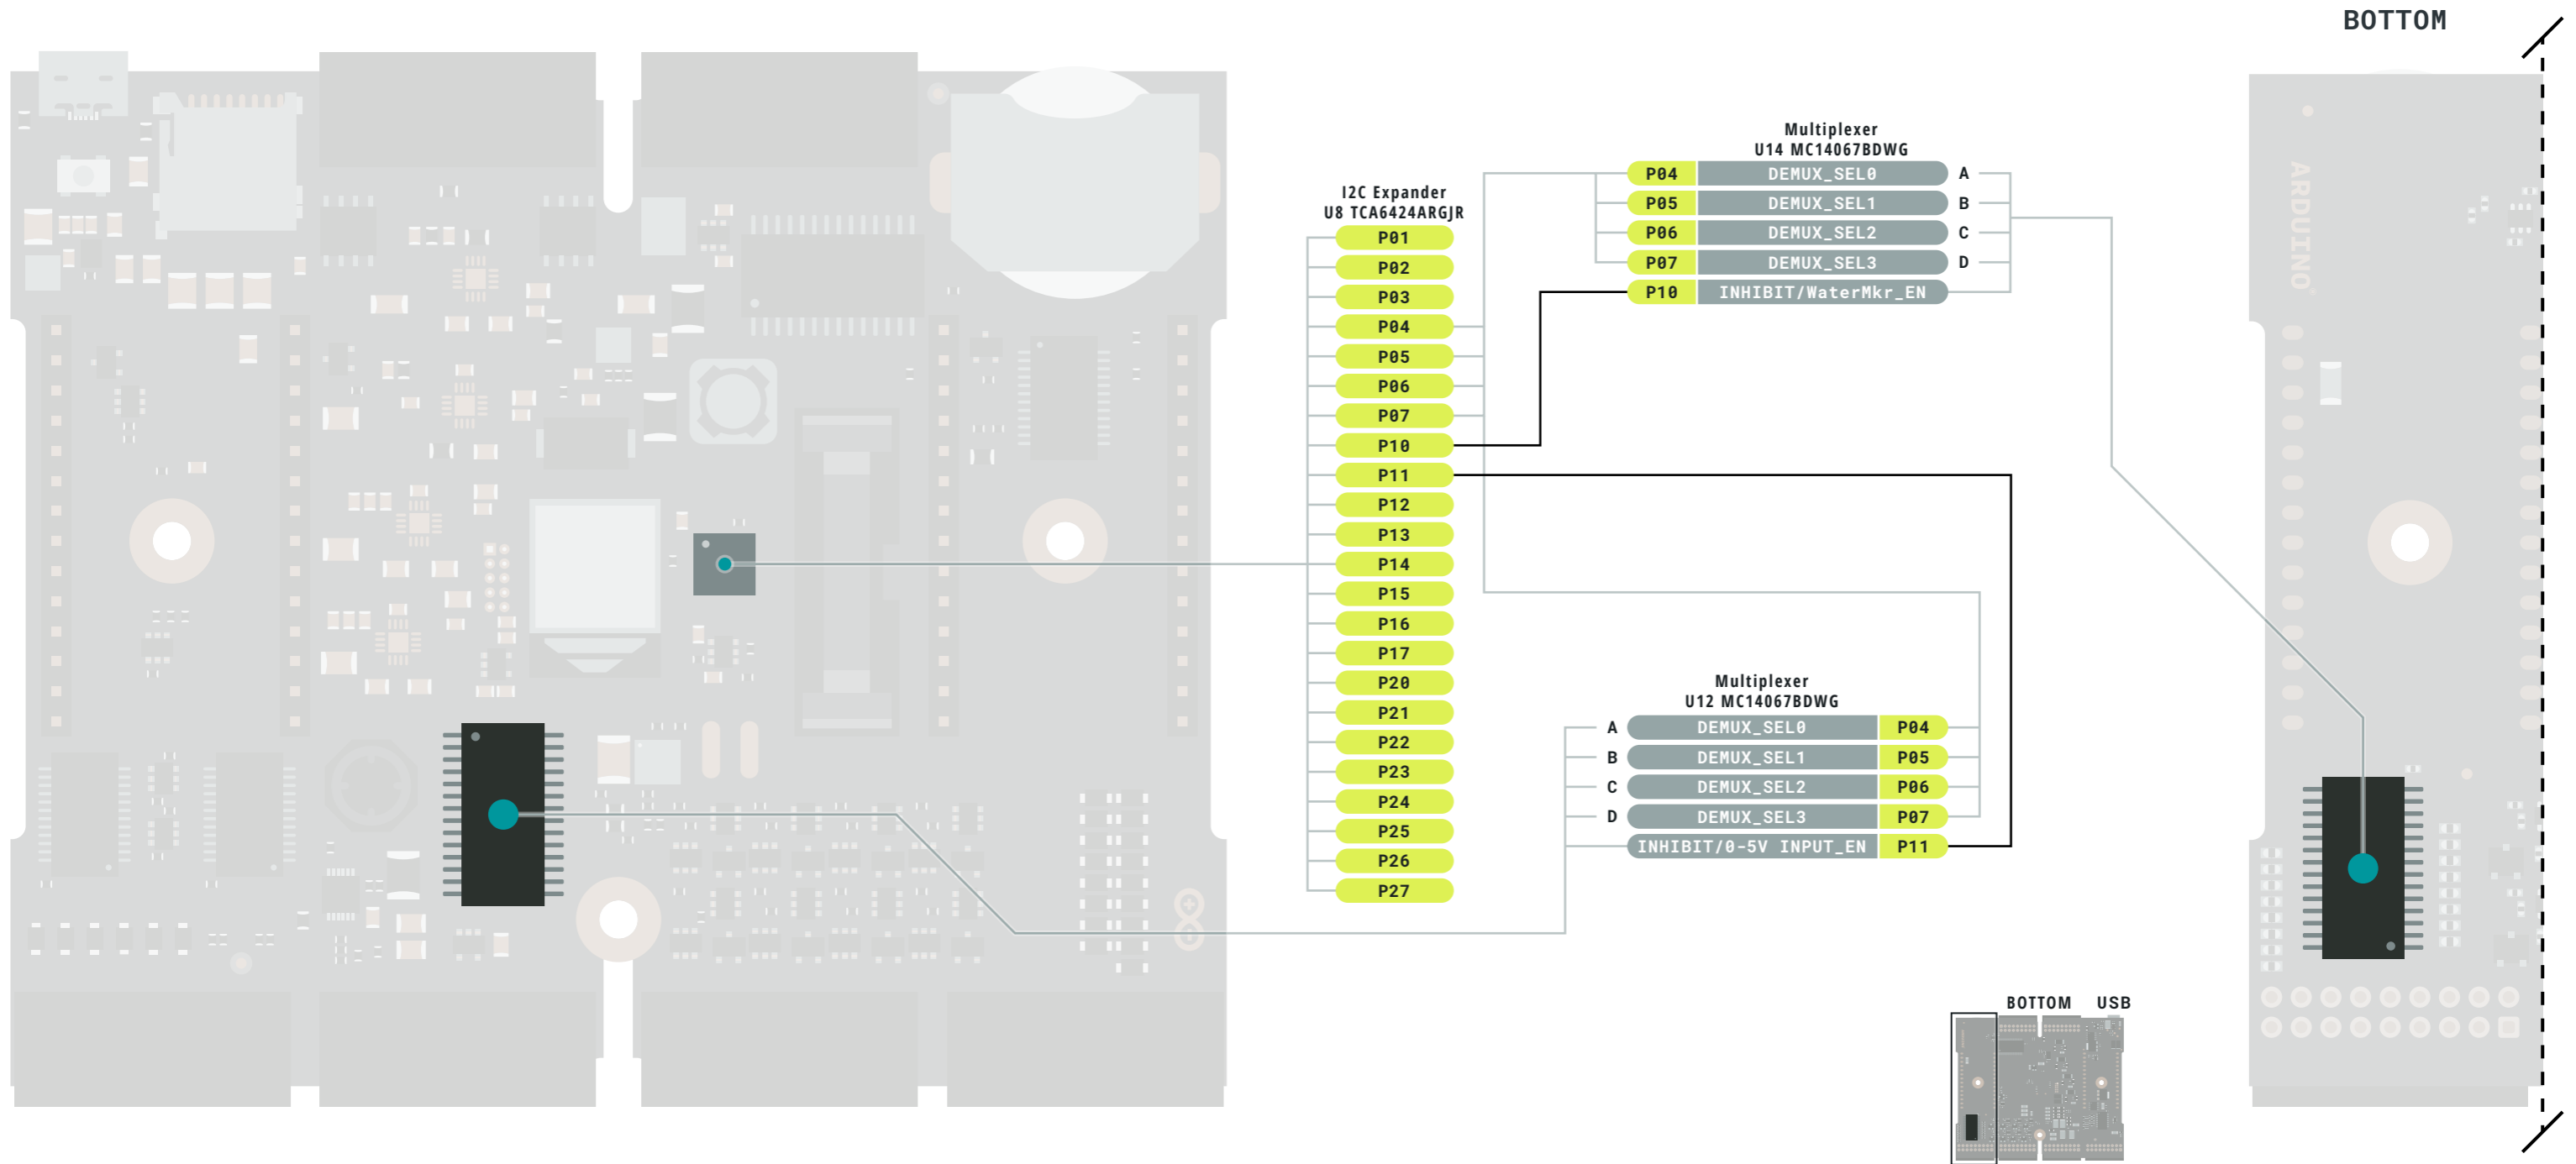 BOTTOM
ARDUINO
Multiplexer
U14 MC14067BDWG
P04 DEMUX_SEL0 A
P05 DEMUX_SEL1 B
P06 DEMUX_SEL2 C
P07 DEMUX_SEL3 D
P10 INHIBIT/WaterMkr_EN
I2C Expander
U8 TCA6424ARGJR
P01
P02
P03
P04
P05
P06
P07
P10
P11
P12
P13
P14
P15
P16
P17
P20
P21
P22
P23
P24
P25
P26
P27
Multiplexer
U12 MC14067BDWG
A DEMUX_SEL0 P04
B DEMUX_SEL1 P05
C DEMUX_SEL2 P06
D DEMUX_SEL3 P07
INHIBIT/0-5V INPUT_EN P11
BOTTOM USB